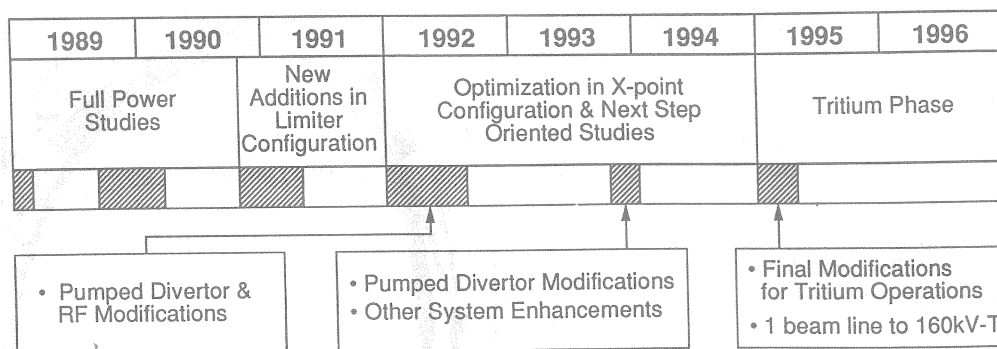 1989 1990 1991 1992 1993 1994 1995 1996
Full Power
Studies
New
Additions in
Limiter
Configuration
Optimization in X-point
Configuration & Next Step
Oriented Studies
Tritium Phase
• Pumped Divertor &
RF Modifications
• Pumped Divertor Modifications
• Other System Enhancements
• Final Modifications
for Tritium Operations
• 1 beam line to 160kV-T